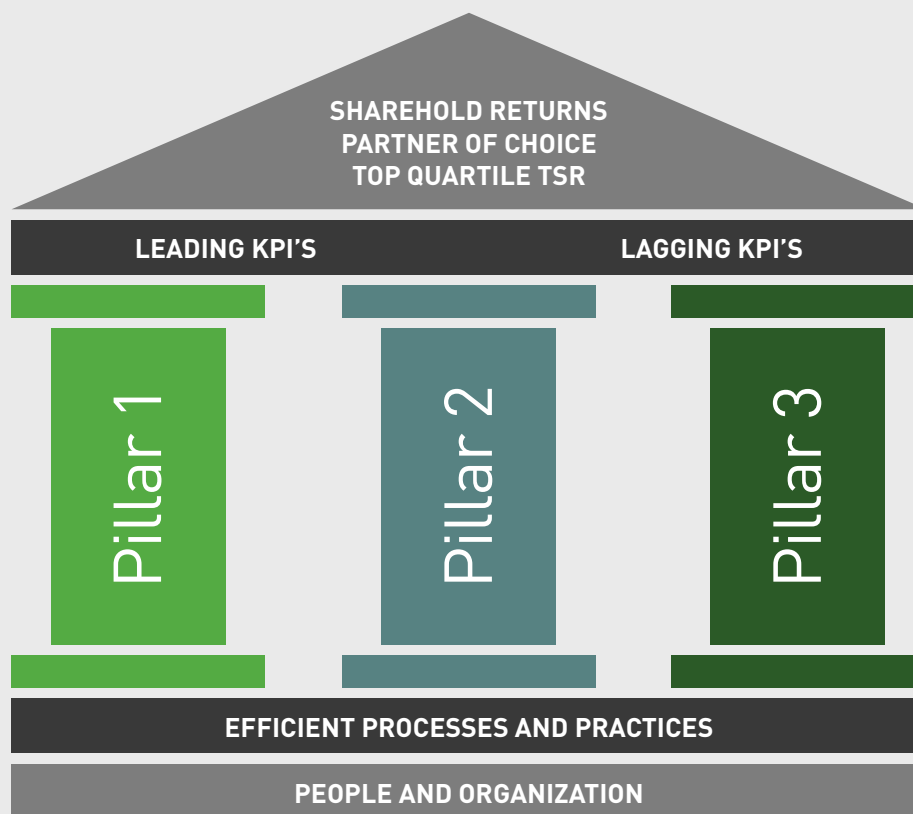 SHAREHOLD RETURNS
PARTNER OF CHOICE
TOP QUARTILE TSR
LEADING KPI’S
LAGGING KPI’S
Pillar 1
Pillar 2
Pillar 3
EFFICIENT PROCESSES AND PRACTICES
PEOPLE AND ORGANIZATION